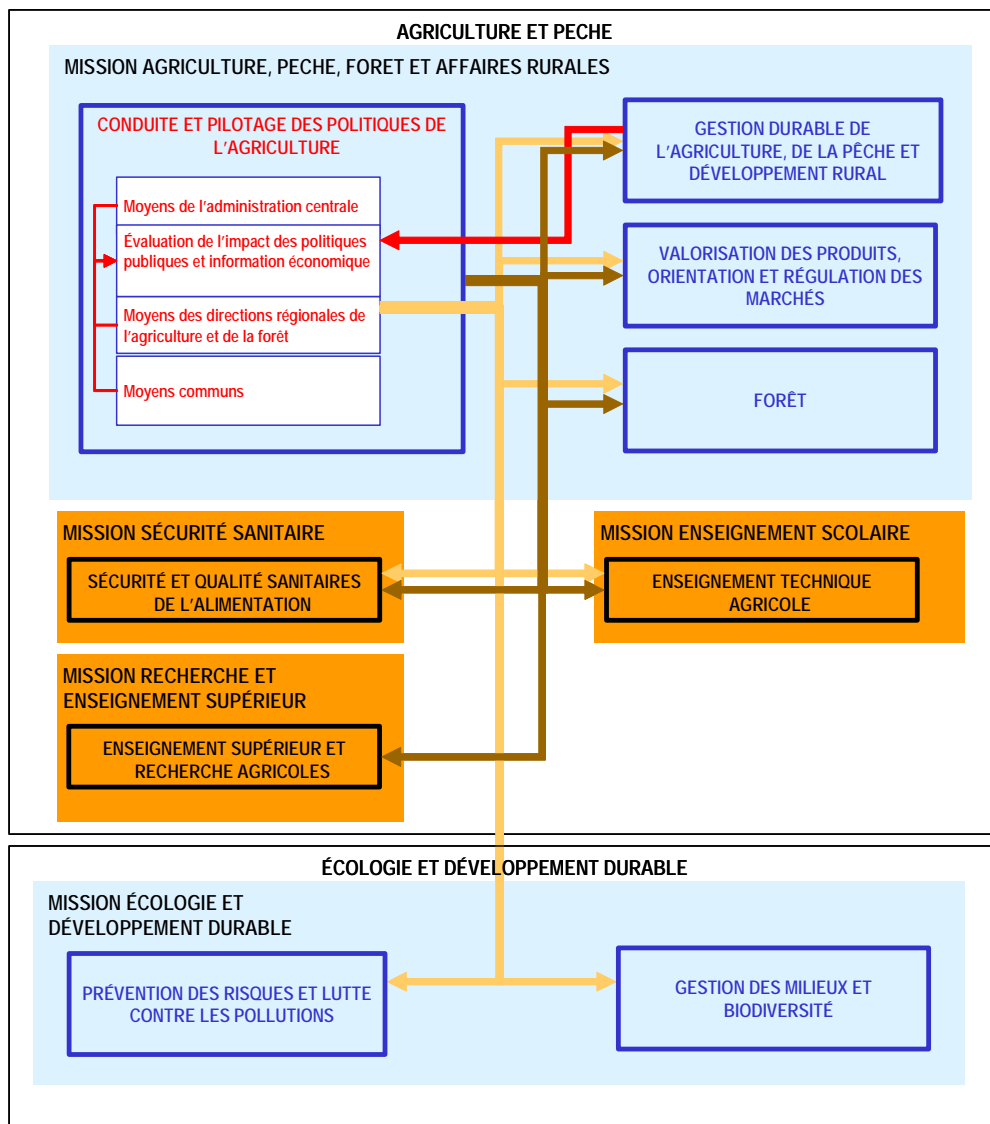 AGRICULTURE ET PECHE
MISSION AGRICULTURE, PECHE, FORET ET AFFAIRES RURALES
CONDUITE ET PILOTAGE DES POLITIQUES DE
L'AGRICULTURE
Moyens de l'administration centrale
Évaluation de l'impact des politiques
publiques et information économique
Moyens des directions régionales de
l'agriculture et de la forêt
Moyens communs
GESTION DURABLE DE
L'AGRICULTURE, DE LA PÊCHE ET
DÉVELOPPEMENT RURAL
VALORISATION DES PRODUITS,
ORIENTATION ET RÉGULATION DES
MARCHÉS
FORÊT
MISSION SÉCURITÉ SANITAIRE
SÉCURITÉ ET QUALITÉ SANITAIRES
DE L'ALIMENTATION
MISSION ENSEIGNEMENT SCOLAIRE
ENSEIGNEMENT TECHNIQUE
AGRICOLE
MISSION RECHERCHE ET
ENSEIGNEMENT SUPÉRIEUR
ENSEIGNEMENT SUPÉRIEUR ET
RECHERCHE AGRICOLES
ÉCOLOGIE ET DÉVELOPPEMENT DURABLE
MISSION ÉCOLOGIE ET
DÉVELOPPEMENT DURABLE
PRÉVENTION DES RISQUES ET LUTTE
CONTRE LES POLLUTIONS
GESTION DES MILIEUX ET
BIODIVERSITÉ